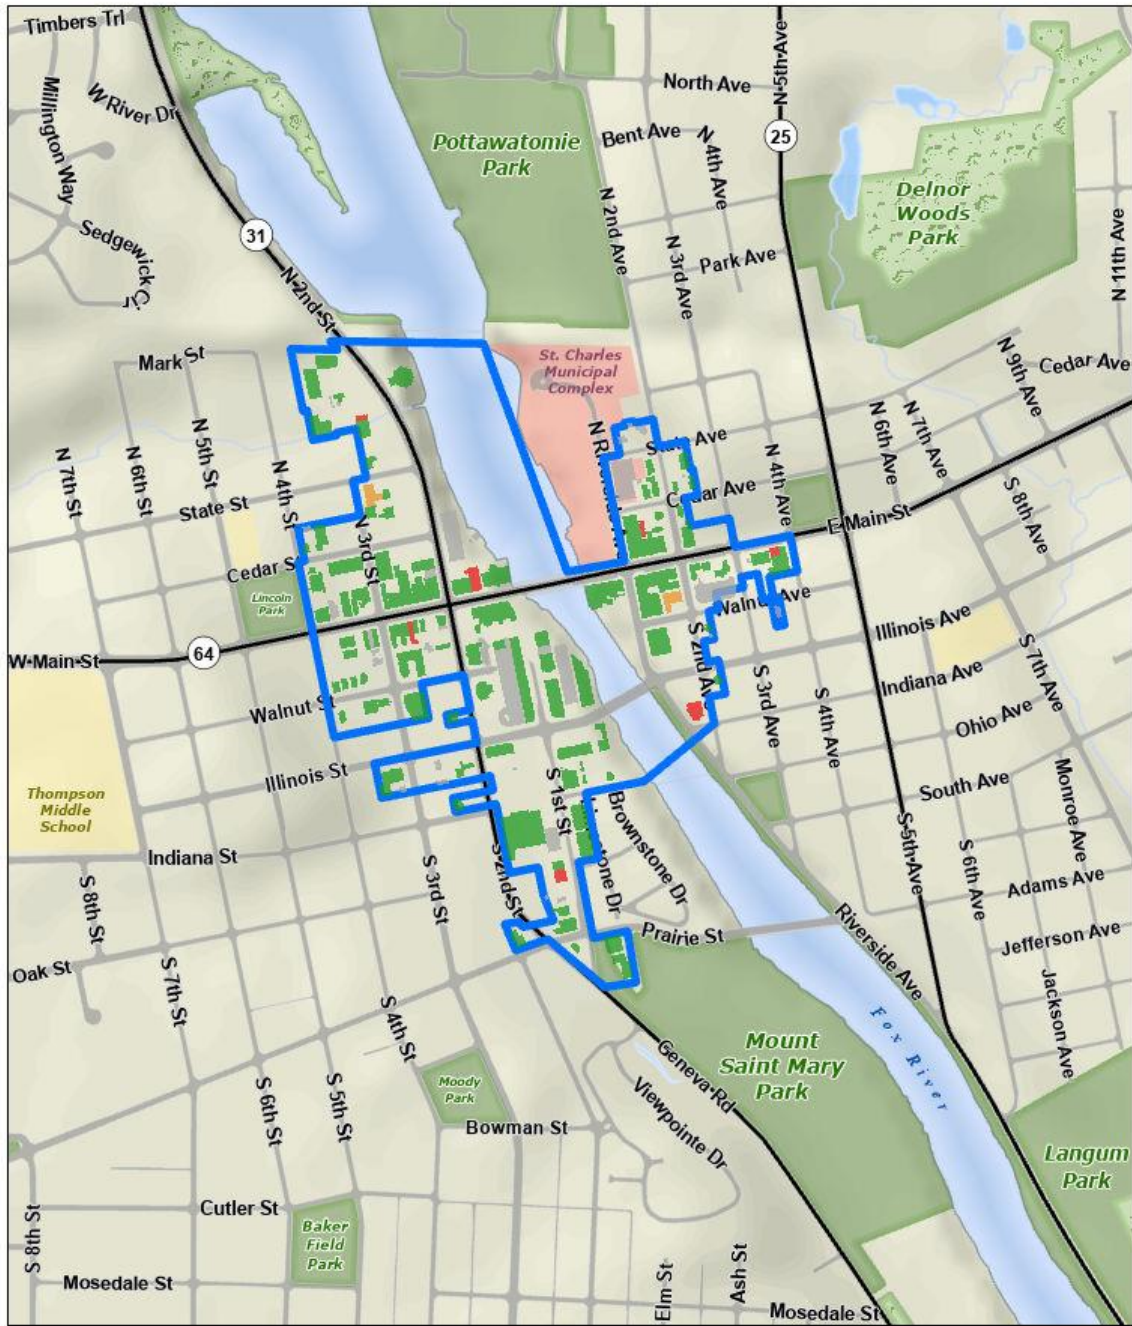 Timbers Trl
W River Dr
Millington Way
Sedgewick Cir
31
N 2nd St
Pottawatomie
Park
North Ave
Bent Ave
N 4th Ave
N 5th Ave
25
N 2nd Ave
N 3rd Ave
Park Ave
Delnor
Woods
Park
N 11th Ave
Cedar Ave
N 9th Ave
Mark St
N 5th St
N 7th St
N 6th St
N 4th St
State St
N 3rd St
Cedar St
Lincoln
Park
St. Charles
Municipal
Complex
State Ave
Cedar Ave
N 4th Ave
N 6th Ave
N 7th Ave
E Main St
S 8th Ave
Walnut Ave
Illinois Ave
Indiana Ave
Ohio Ave
South Ave
S 7th Ave
S 2nd Ave
S 3rd Ave
S 4th Ave
Monroe Ave
W Main St
64
Walnut St
Illinois St
Thompson
Middle
School
Indiana St
S 1st St
Brownstone Dr
S 2nd St
S 3rd St
S 8th St
S 7th St
Oak St
Prairie St
S 5th Ave
S 6th Ave
Adams Ave
Jefferson Ave
Jackson Ave
Riverside Ave
Fox River
S 4th St
Moody
Park
Mount
Saint Mary
Park
Geneva Rd
Viewpointe Dr
S 6th St
S 5th St
Bowman St
Langum
Park
Cutler St
Baker
Field
Park
S 8th St
Mosedale St
Elm St
Ash St
Mosedale St